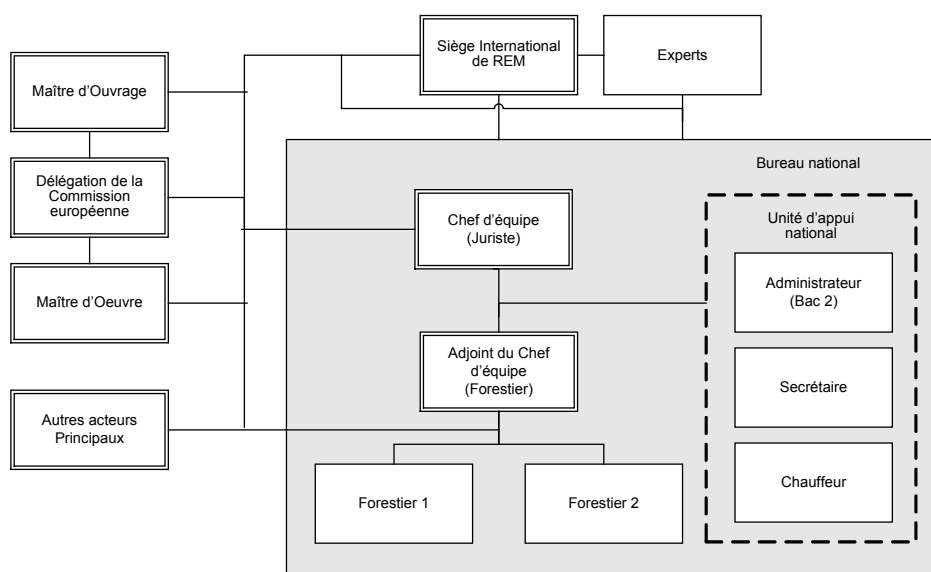 Siège International
de REM
Experts
Maître d'Ouvrage
Délégation de la
Commission
européenne
Maître d'Oeuvre
Autres acteurs
Principaux
Bureau national
Chef d'équipe
(Juriste)
Adjoint du Chef
d'équipe
(Forestier)
Forestier 1
Forestier 2
Unité d'appui
national
Administrateur
(Bac 2)
Secrétaire
Chauffeur